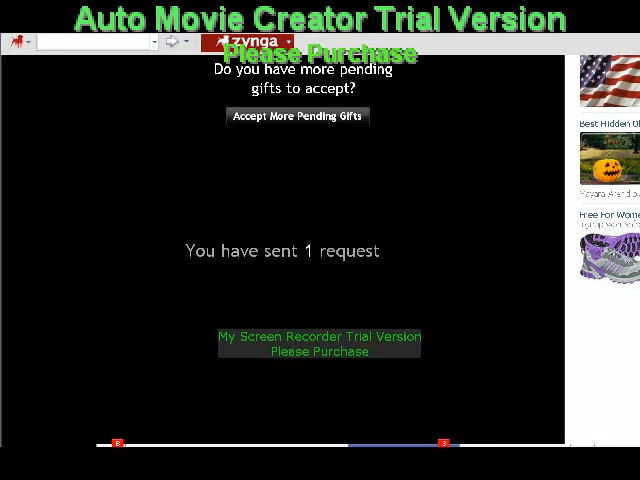 Auto Movie Creator Trial Version
zynga
Please Purchase
Do you have more pending
gifts to accept?
Accept More Pending Gifts
Best Hidden
Free For
You have sent 1 request
My Screen Recorder Trial Version
Please Purchase